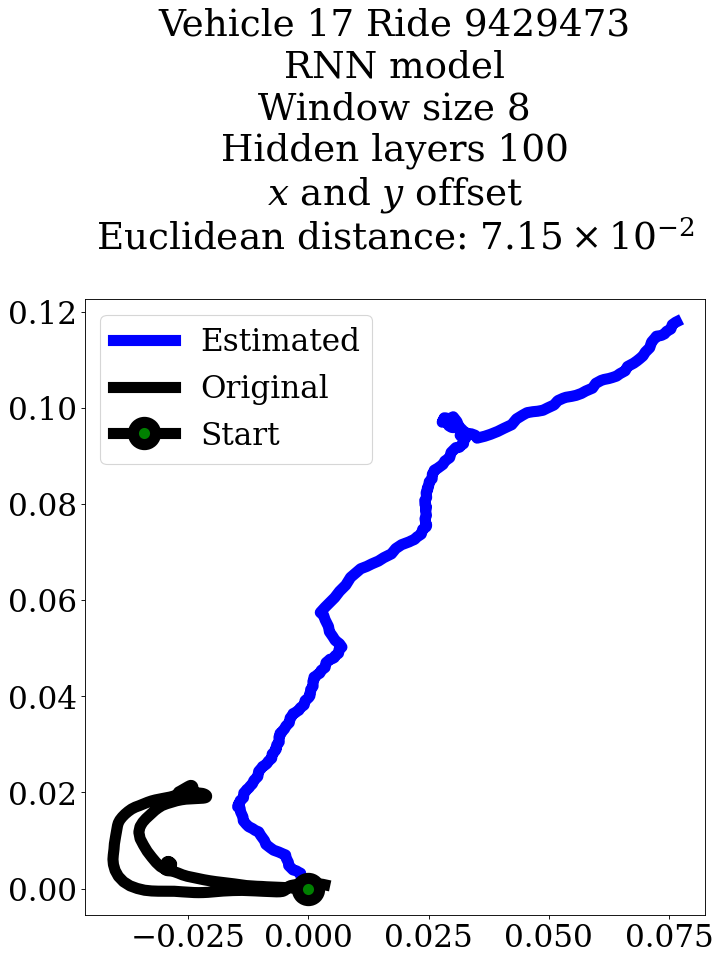 Vehicle 17 Ride 9429473
RNN model
Window size 8
Hidden layers 100
x and y offset
Euclidean distance: 7.15 × 10⁻²
Estimated
Original
Start
0.12
0.10
0.08
0.06
0.04
0.02
0.00
−0.025 0.000 0.025 0.050 0.075